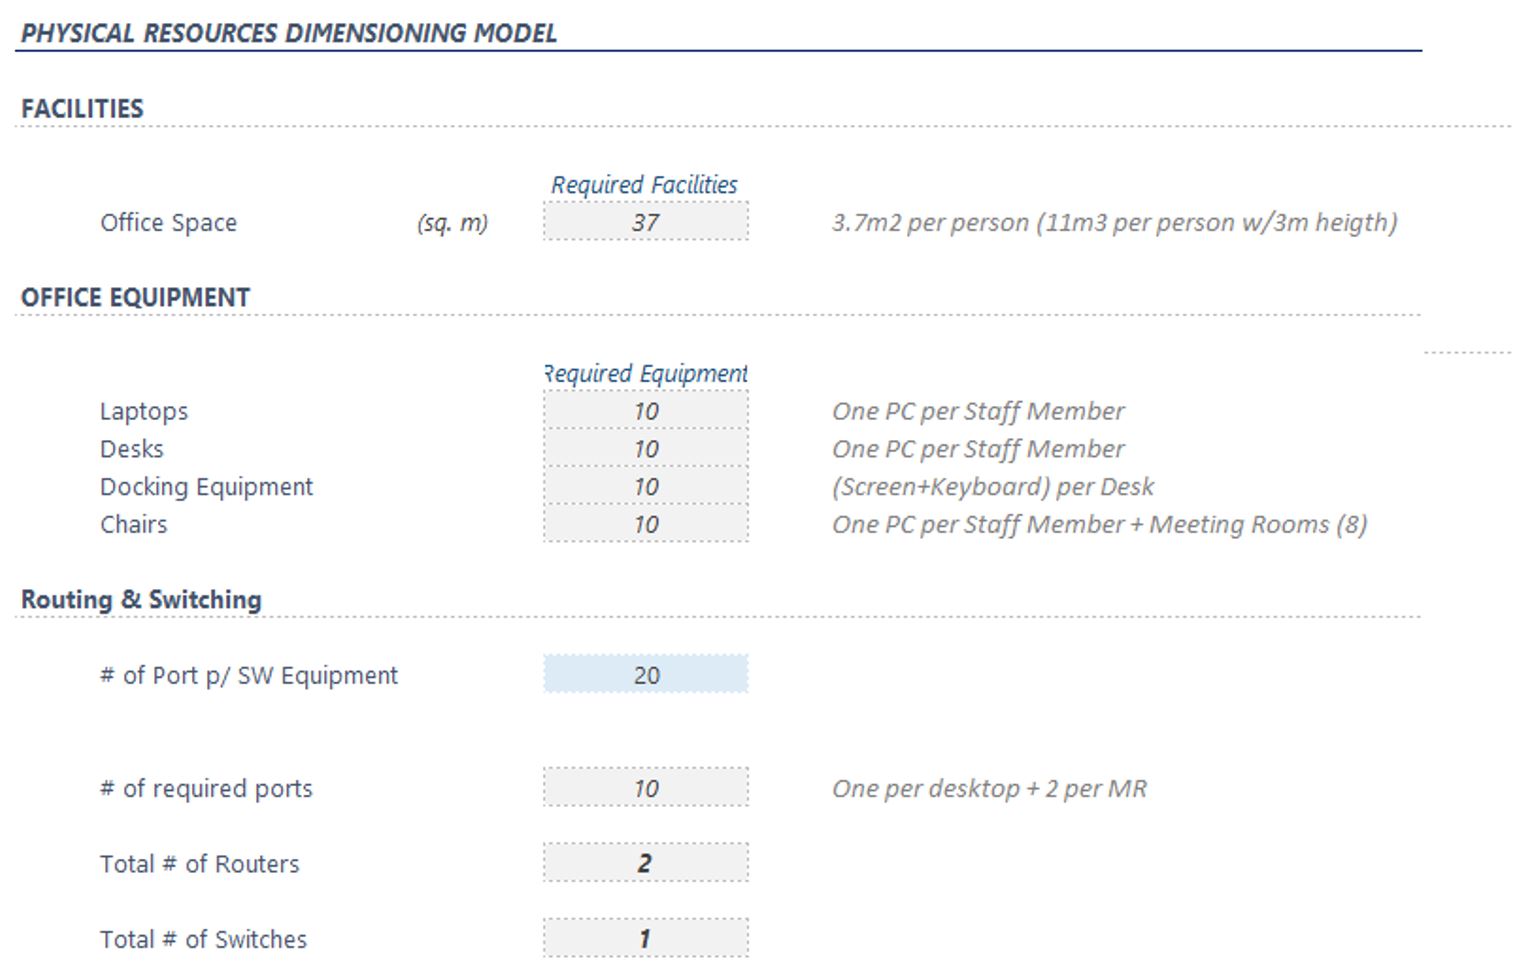 PHYSICAL RESOURCES DIMENSIONING MODEL
FACILITIES
Required Facilities
Office Space (sq. m) 37 3.7m2 per person (11m3 per person w/3m heigth)
OFFICE EQUIPMENT
Required Equipment
Laptops 10 One PC per Staff Member
Desks 10 One PC per Staff Member
Docking Equipment 10 (Screen+Keyboard) per Desk
Chairs 10 One PC per Staff Member + Meeting Rooms (8)
Routing & Switching
# of Port p/ SW Equipment 20
# of required ports 10 One per desktop + 2 per MR
Total # of Routers 2
Total # of Switches 1